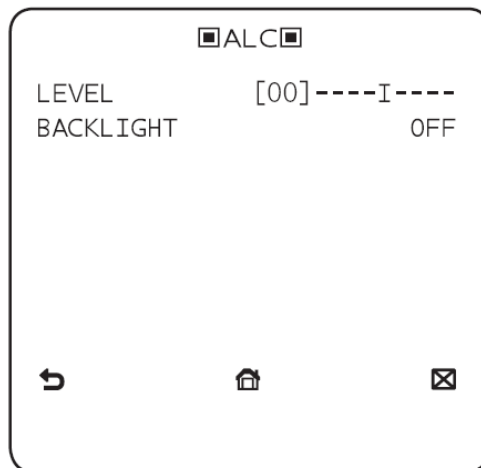 ▣ALC▣
LEVEL [00]----I----
BACKLIGHT OFF